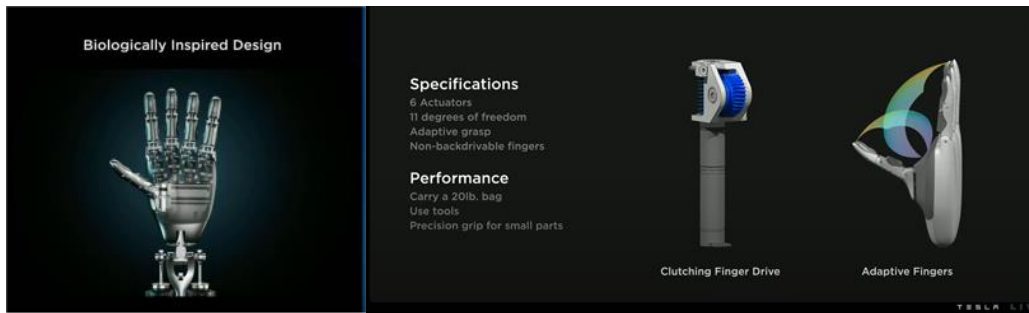 Biologically Inspired Design
Specifications
6 Actuators
11 degrees of freedom
Adaptive grasp
Non-backdrivable fingers
Performance
Carry a 20lb. bag
Use tools
Precision grip for small parts
Clutching Finger Drive
Adaptive Fingers
TESLA